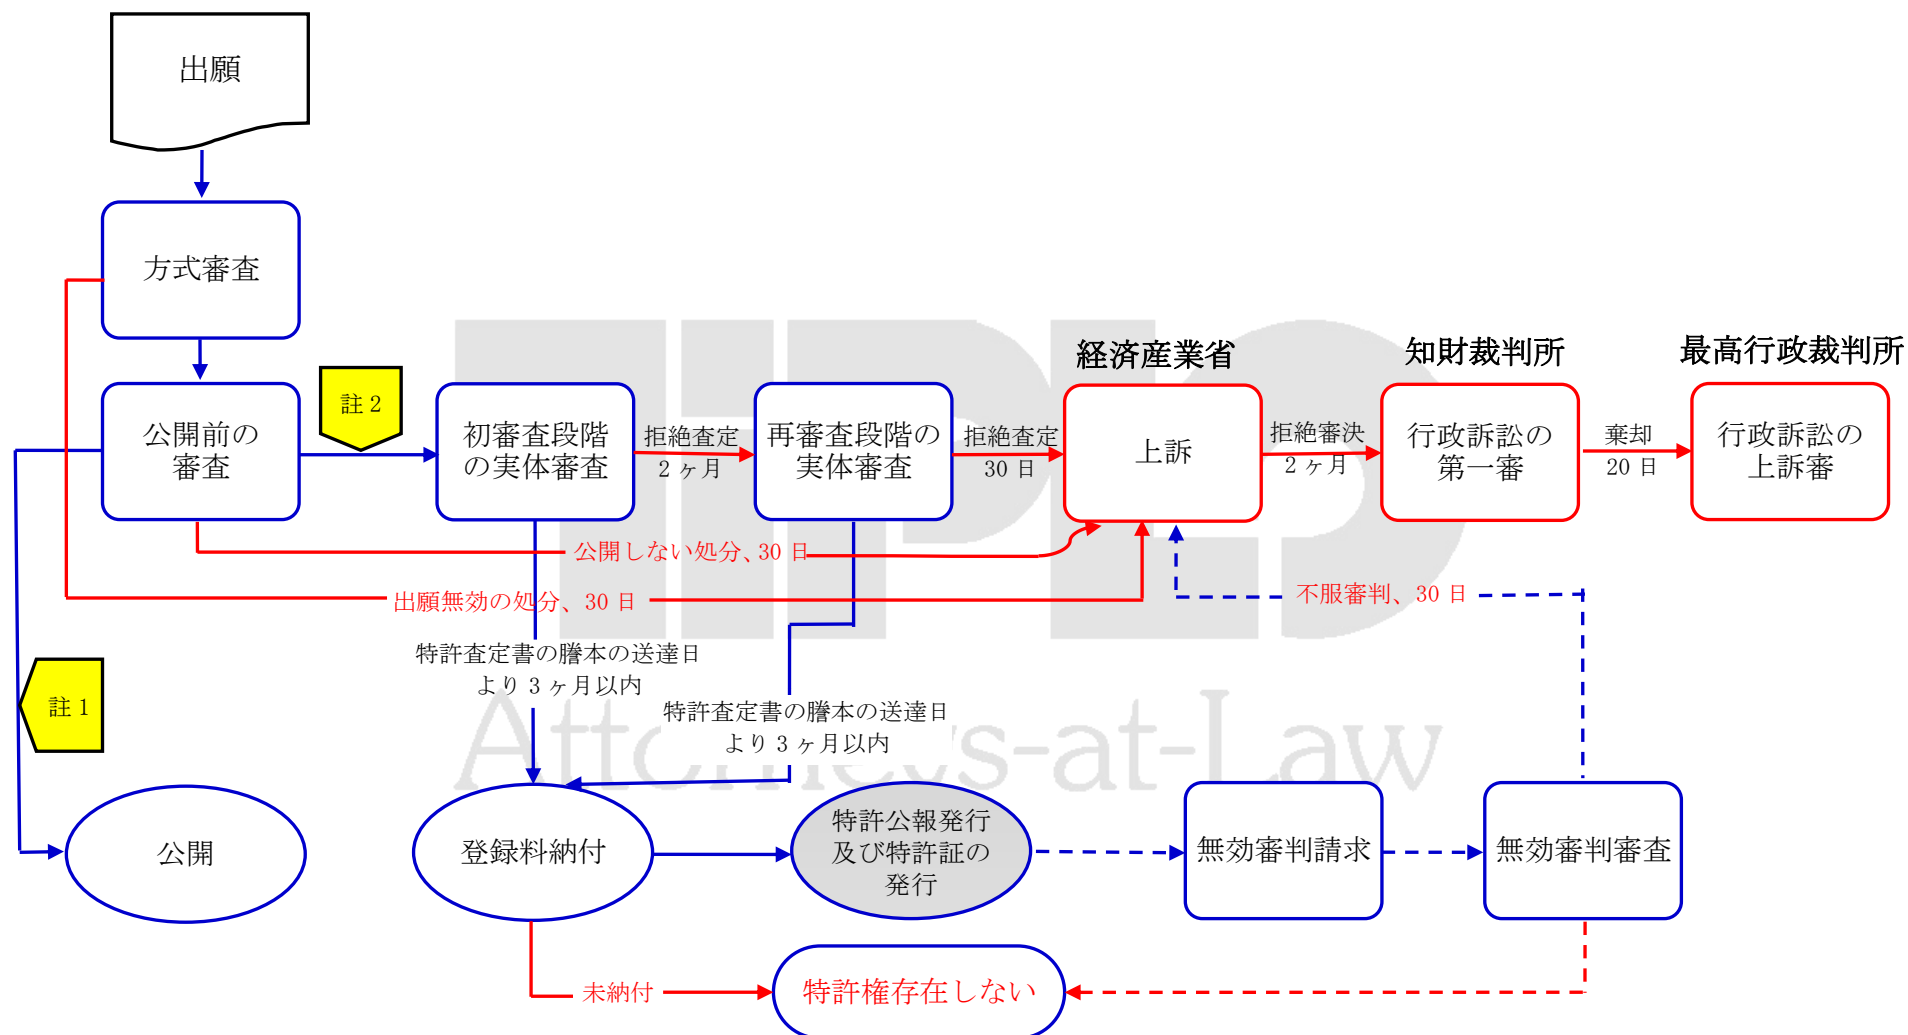 出願
方式審査
経済産業省
知財裁判所
最高行政裁判所
公開前の
審査
註 2
初審査段階
の実体審査
拒絶査定
2 ヶ月
再審査段階の
実体審査
拒絶査定
30 日
上訴
拒絶審決
2 ヶ月
行政訴訟の
第一審
棄却
20 日
行政訴訟の
上訴審
公開しない処分、30 日
出願無効の処分、30 日
不服審判、30 日
特許査定書の謄本の送達日
より 3 ヶ月以内
註 1
特許査定書の謄本の送達日
より 3 ヶ月以内
TIPLO
Attorneys-at-Law
公開
登録料納付
特許公報発行
及び特許証の
発行
無効審判請求
無効審判審査
未納付
特許権存在しない